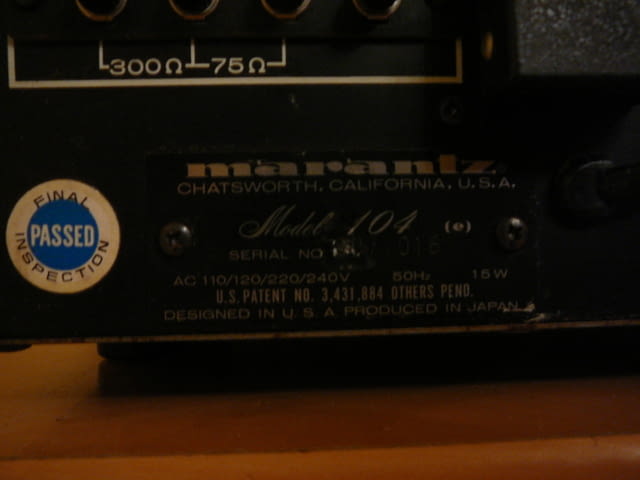 300Ω 75Ω
marantz
CHATSWORTH, CALIFORNIA, U.S.A.
Model 104 (e)
SERIAL NO
AC 110/120/220/240V 50Hz 15W
U.S. PATENT NO. 3,431,884 OTHERS PEND.
DESIGNED IN U.S.A PRODUCED IN JAPAN
FINAL
PASSED
INSPECTION